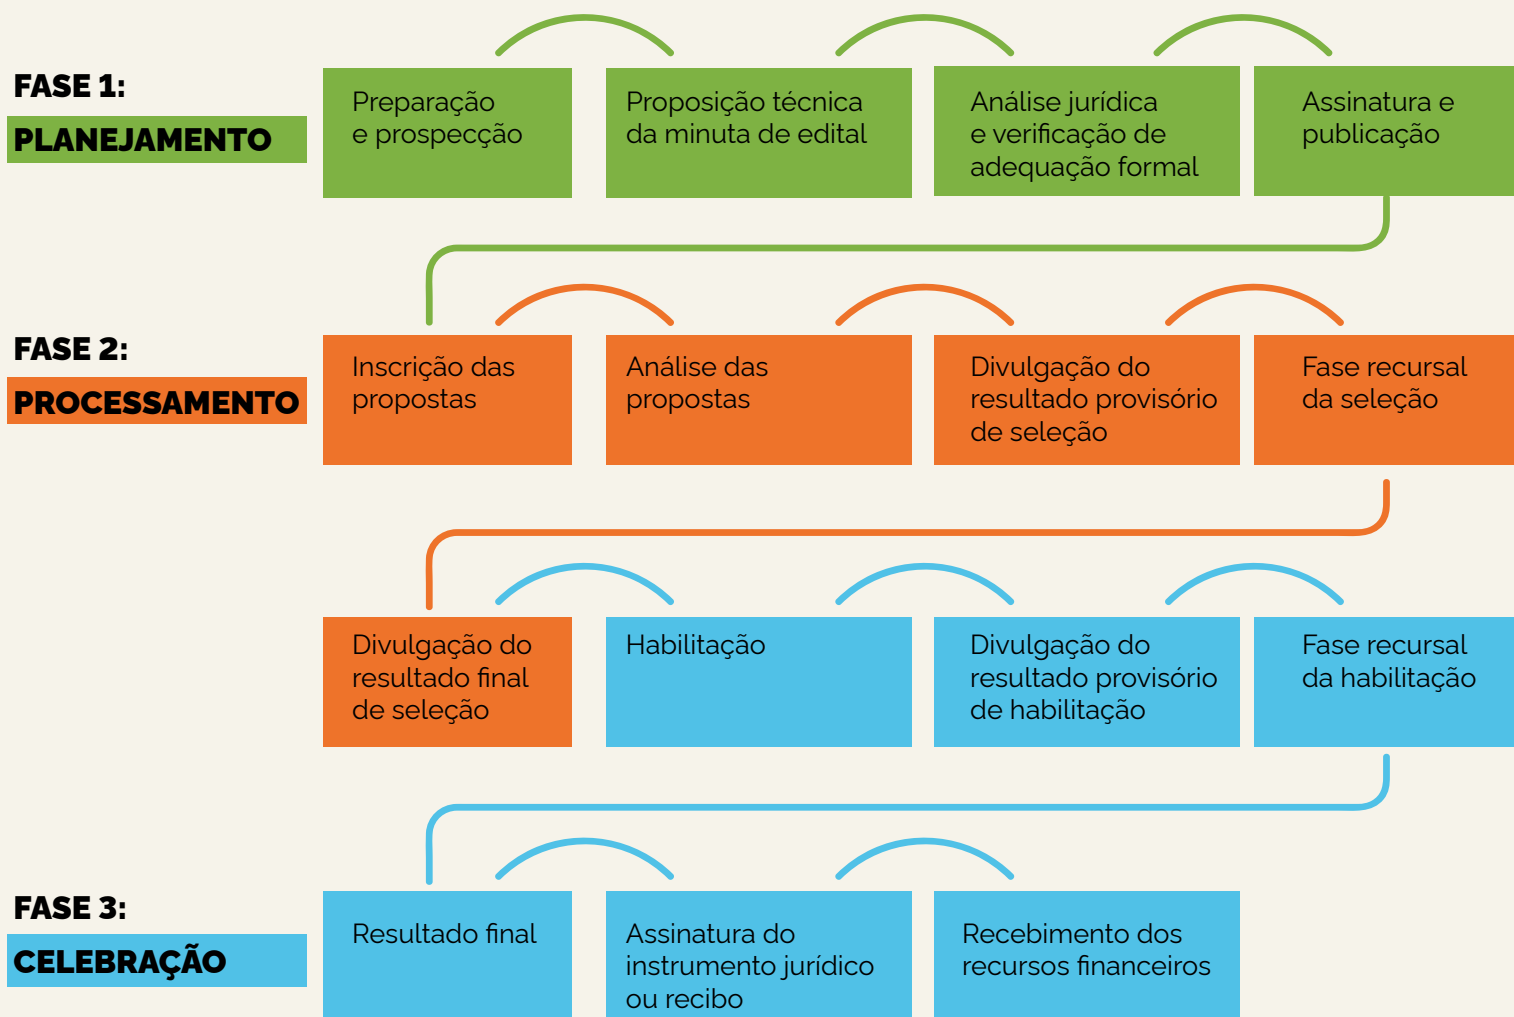 FASE 1:
PLANEJAMENTO
Preparação
e prospecção
Proposição técnica
da minuta de edital
Análise jurídica
e verificação de
adequação formal
Assinatura e
publicação
FASE 2:
PROCESSAMENTO
Inscrição das
propostas
Análise das
propostas
Divulgação do
resultado provisório
de seleção
Fase recursal
da seleção
Divulgação do
resultado final
de seleção
Habilitação
Divulgação do
resultado provisório
de habilitação
Fase recursal
da habilitação
FASE 3:
CELEBRAÇÃO
Resultado final
Assinatura do
instrumento jurídico
ou recibo
Recebimento dos
recursos financeiros